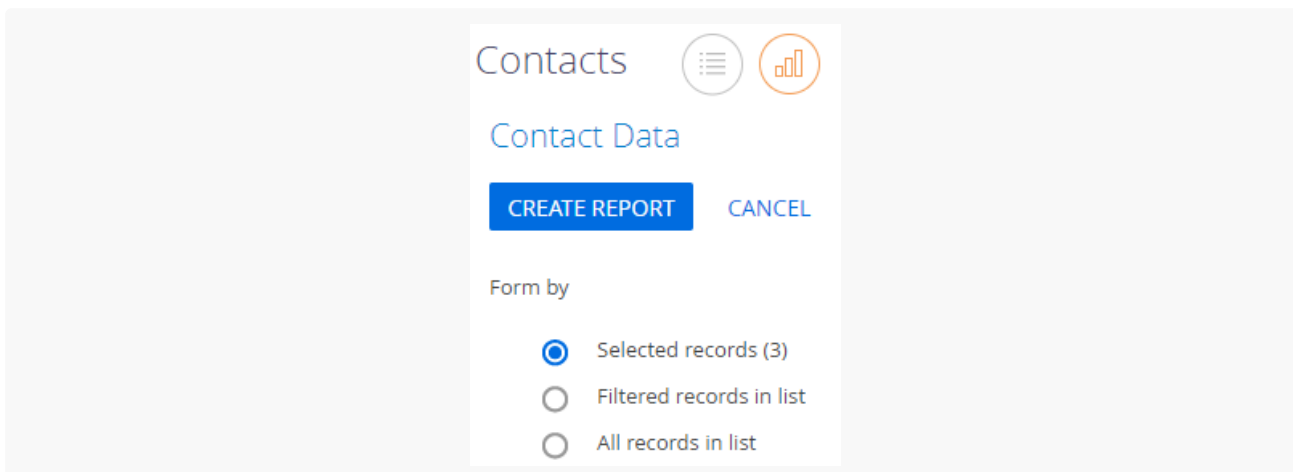 Contacts
Contact Data
CREATE REPORT CANCEL
Form by
Selected records (3)
Filtered records in list
All records in list